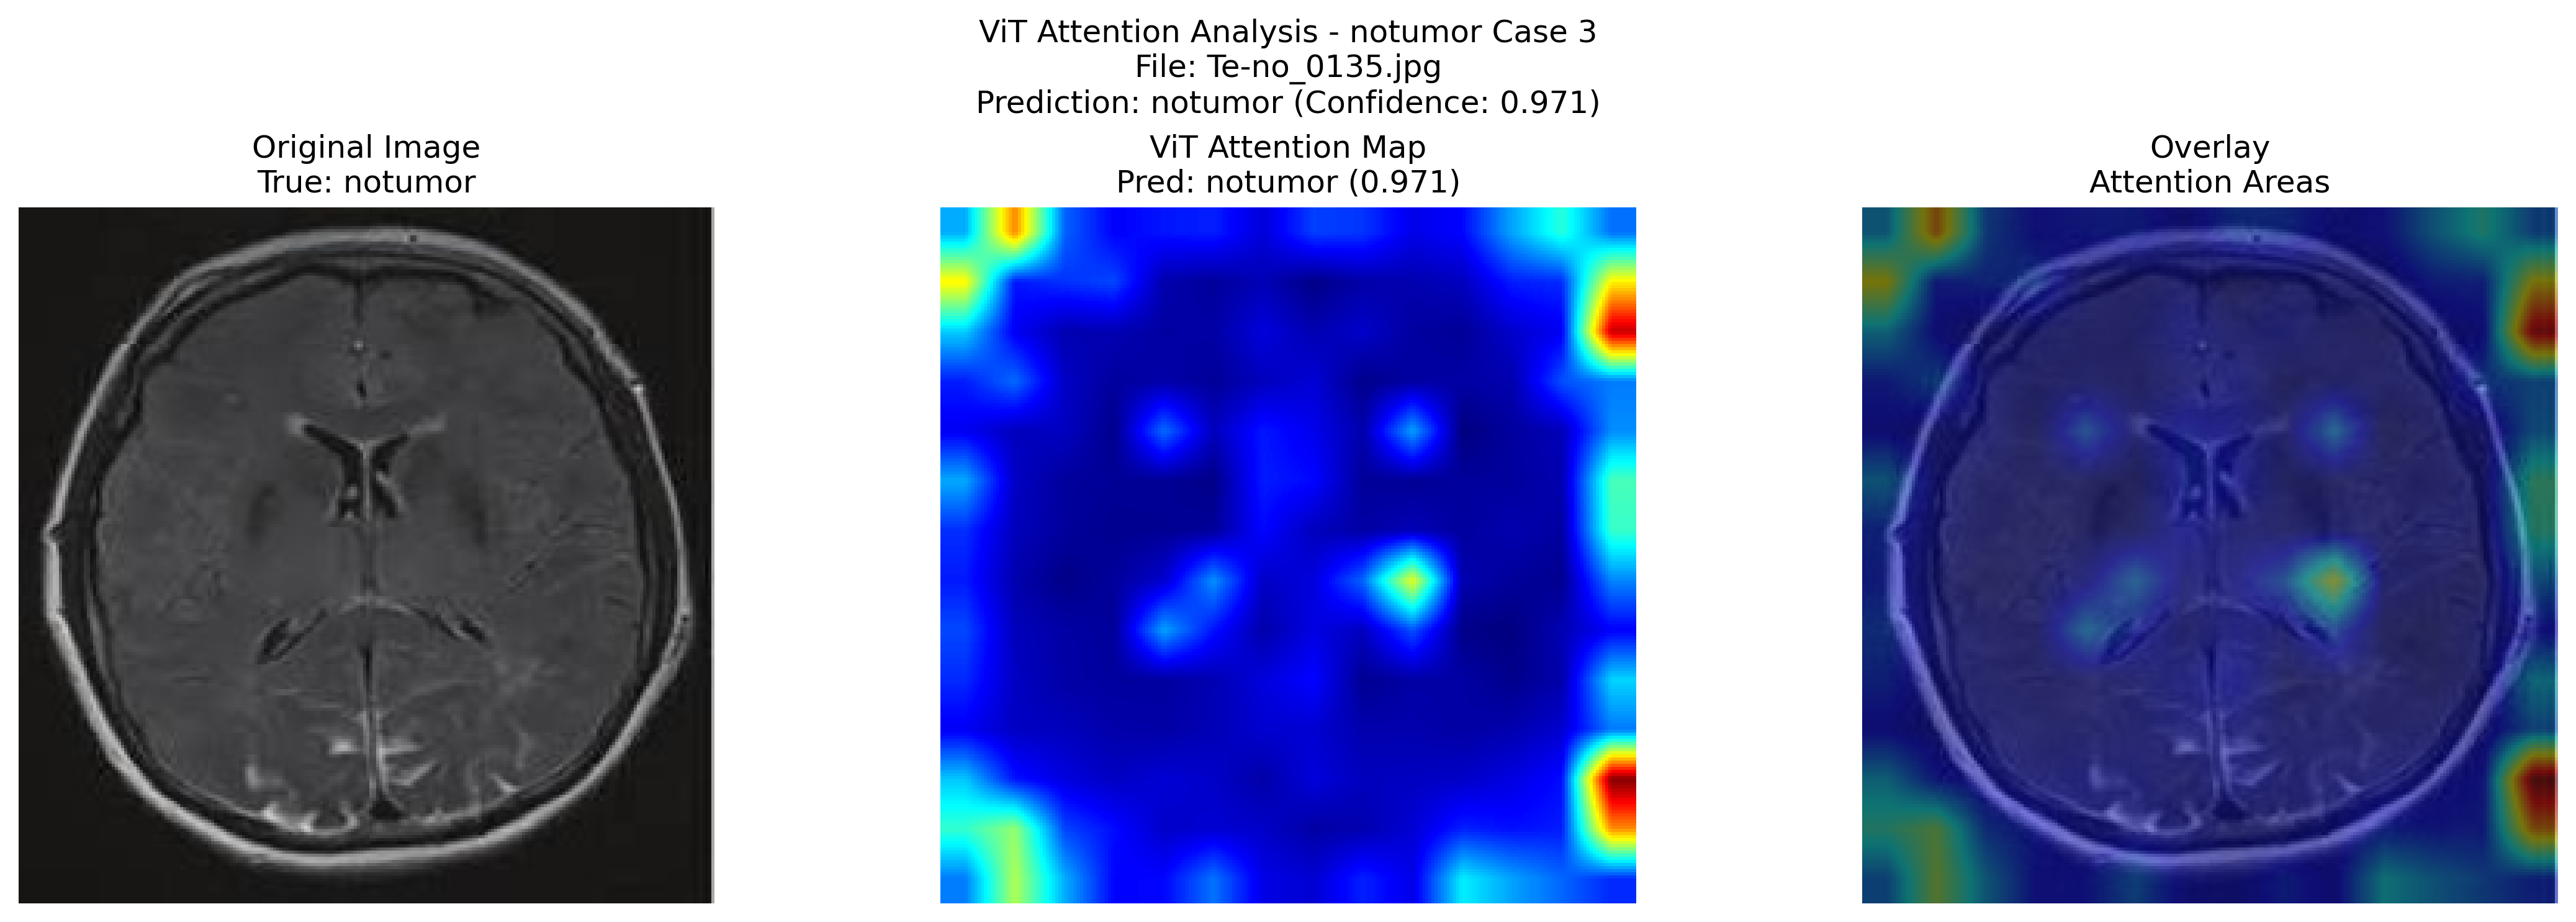 ViT Attention Analysis - notumor Case 3
File: Te-no_0135.jpg
Prediction: notumor (Confidence: 0.971)
Original Image
True: notumor
ViT Attention Map
Pred: notumor (0.971)
Overlay
Attention Areas